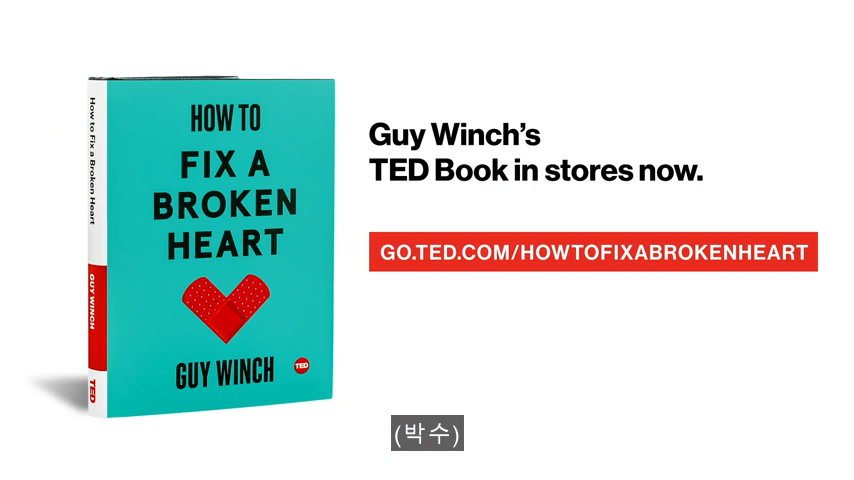 How to Fix a Broken Heart
GUY WINCH
TED
HOW TO
FIX A
BROKEN
HEART
GUY WINCH
TED
Guy Winch's
TED Book in stores now.
GO.TED.COM/HOWTOFIXABROKENHEART
(박수)